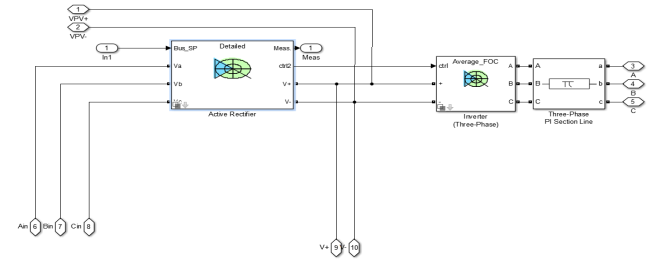 1
VPV+
2
VPV-
1
In1
Bus_SP
Detailed
Meas
1
Meas
Va
ctrl2
Vb
V+
V-
Active Rectifier
ctrl
Average_FOC
A
+
B
-
C
Inverter
(Three-Phase)
A
a
B
b
C
c
Three-Phase
PI Section Line
3
A
4
B
5
C
Ain 6
Bin 7
Cin 8
V+ 9
V- 10